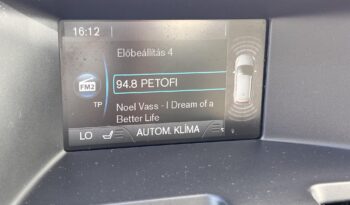 16:12
Előbeállítás 4
FM2
94.8 PETOFI
TP
Noel Vass - I Dream of a
Better Life
LO
AUTOM. KLÍMA